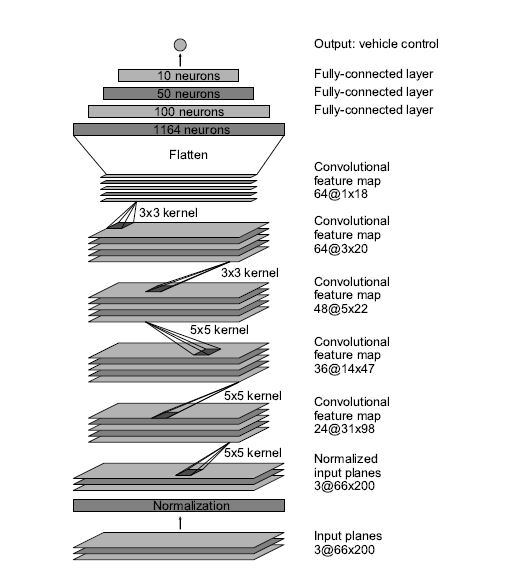 Output: vehicle control
10 neurons
Fully-connected layer
50 neurons
Fully-connected layer
100 neurons
Fully-connected layer
1164 neurons
Flatten
Convolutional
feature map
64@1x18
3x3 kernel
Convolutional
feature map
64@3x20
3x3 kernel
Convolutional
feature map
48@5x22
5x5 kernel
Convolutional
feature map
36@14x47
5x5 kernel
Convolutional
feature map
24@31x98
5x5 kernel
Normalized
input planes
3@66x200
Normalization
Input planes
3@66x200